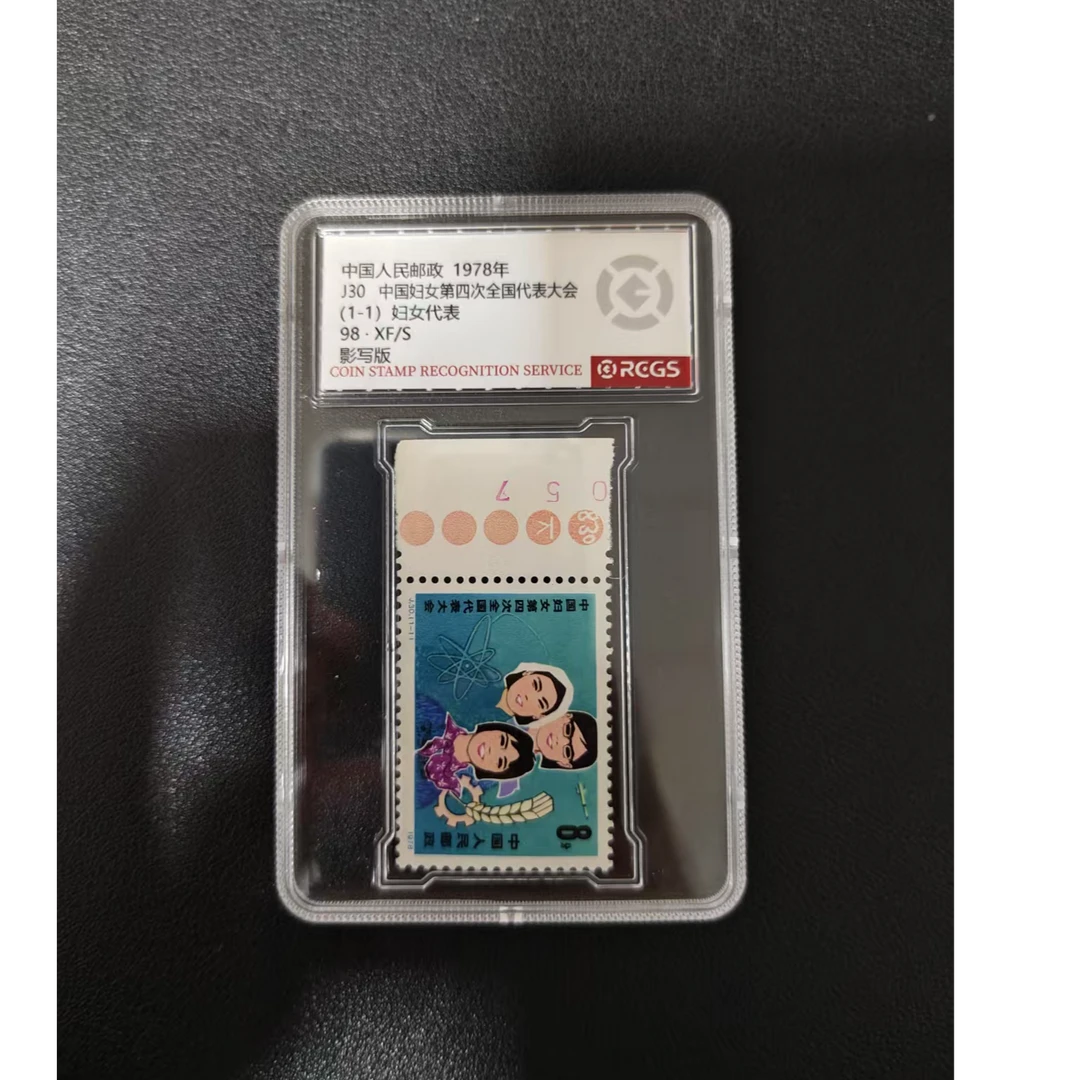 中国人民邮政 1978年
J30 中国妇女第四次全国代表大会
(1-1) 妇女代表
98 · XF/S
影写版
COIN STAMP RECOGNITION SERVICE
RCGS
057
J30
下
中国妇女第四次全国代表大会
J.30.(1-1)
8分
中国人民邮政
1978